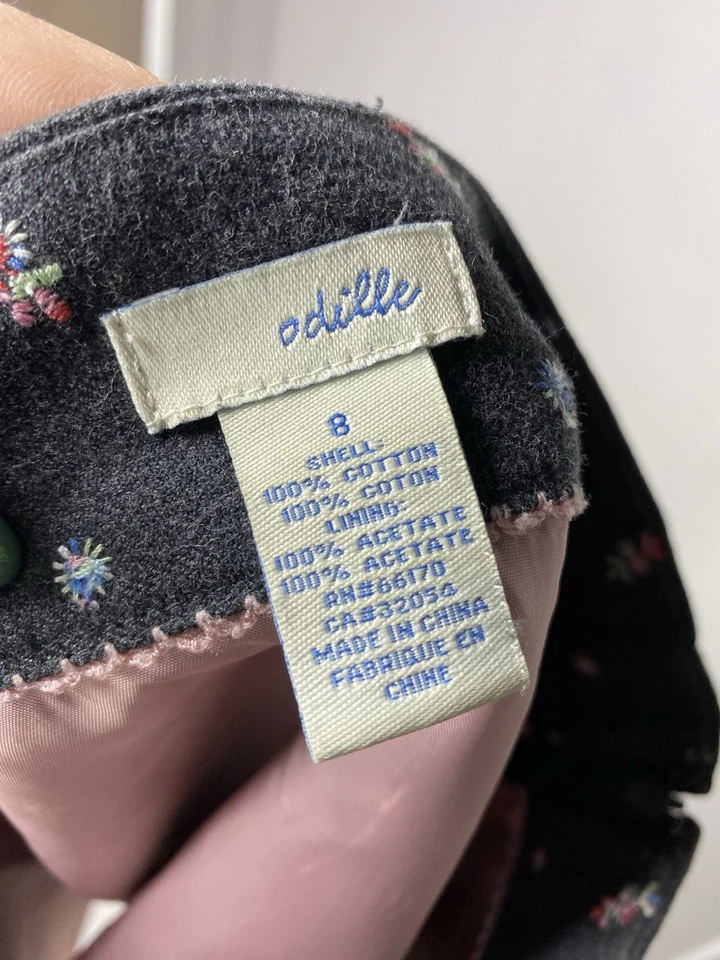 odille
8
SHELL:
100% COTTON
100% COTON
LINING:
100% ACETATE
100% ACETATE
RN#66170
CA#32054
MADE IN CHINA
FABRIQUE EN
CHINE